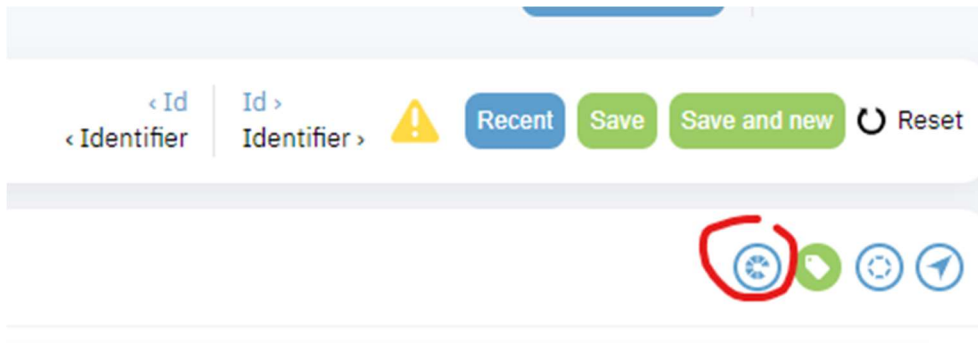 ‹ Id
‹ Identifier
Id ›
Identifier ›
Recent
Save
Save and new
Reset